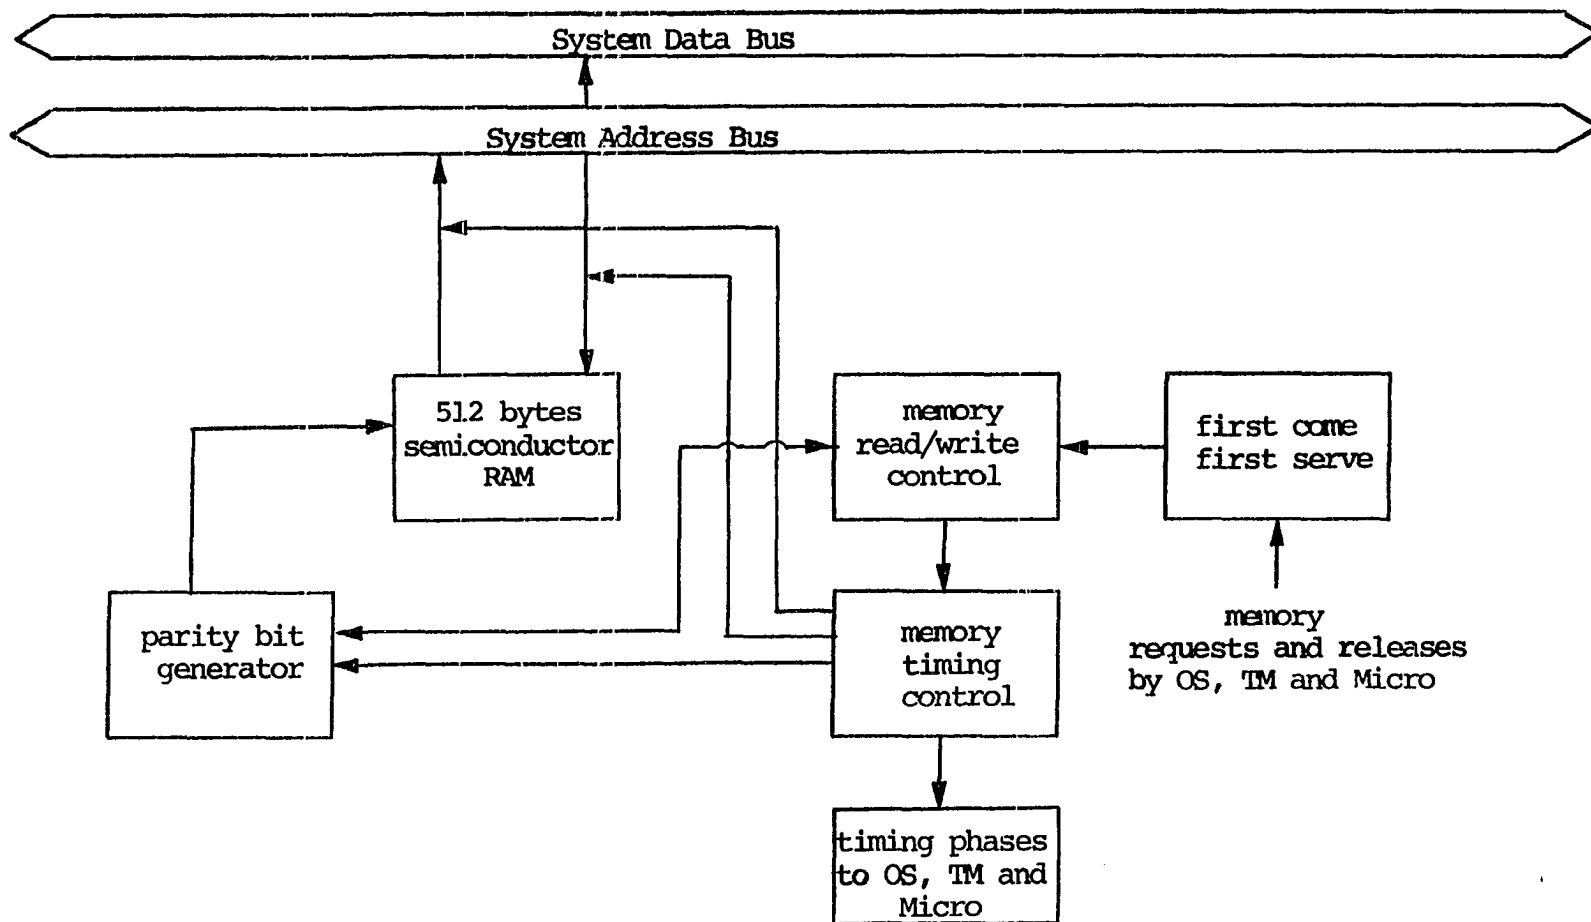 System Data Bus
System Address Bus
512 bytes
semiconductor
RAM
memory
read/write
control
first come
first serve
parity bit
generator
memory
timing
control
memory
requests and releases
by OS, TM and Micro
timing phases
to OS, TM and
Micro